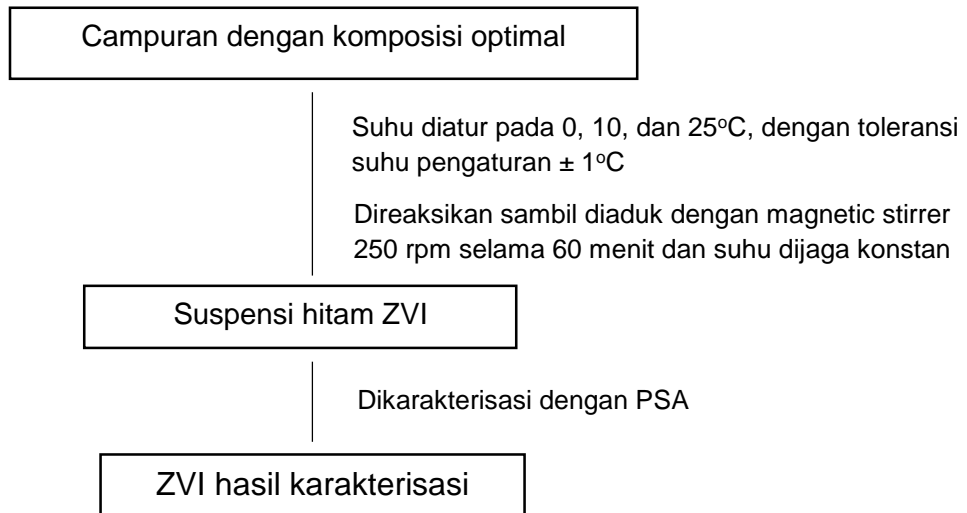 Campuran dengan komposisi optimal
Suhu diatur pada 0, 10, dan 25°C, dengan toleransi
suhu pengaturan ± 1°C
Direaksikan sambil diaduk dengan magnetic stirrer
250 rpm selama 60 menit dan suhu dijaga konstan
Suspensi hitam ZVI
Dikarakterisasi dengan PSA
ZVI hasil karakterisasi